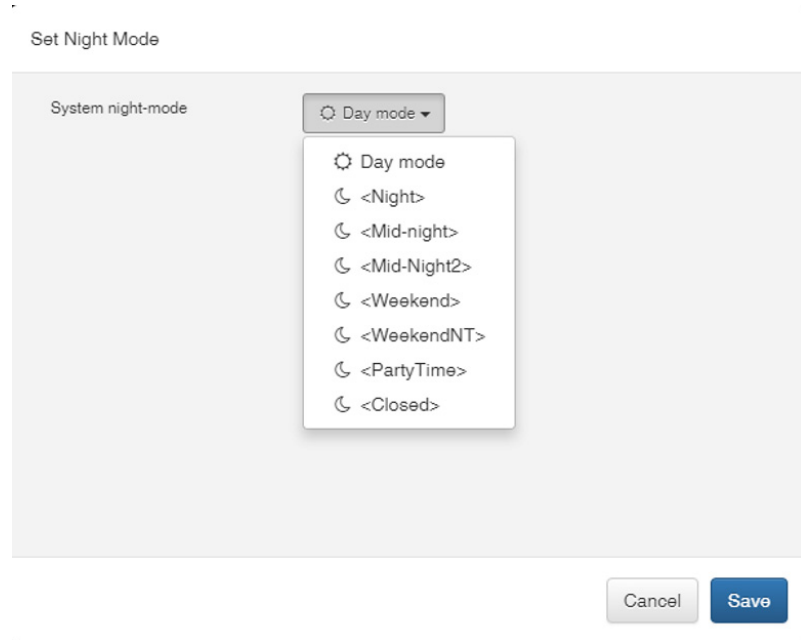 Set Night Mode
System night-mode
Day mode
Day mode
<Night>
<Mid-night>
<Mid-Night2>
<Weekend>
<WeekendNT>
<PartyTime>
<Closed>
Cancel
Save